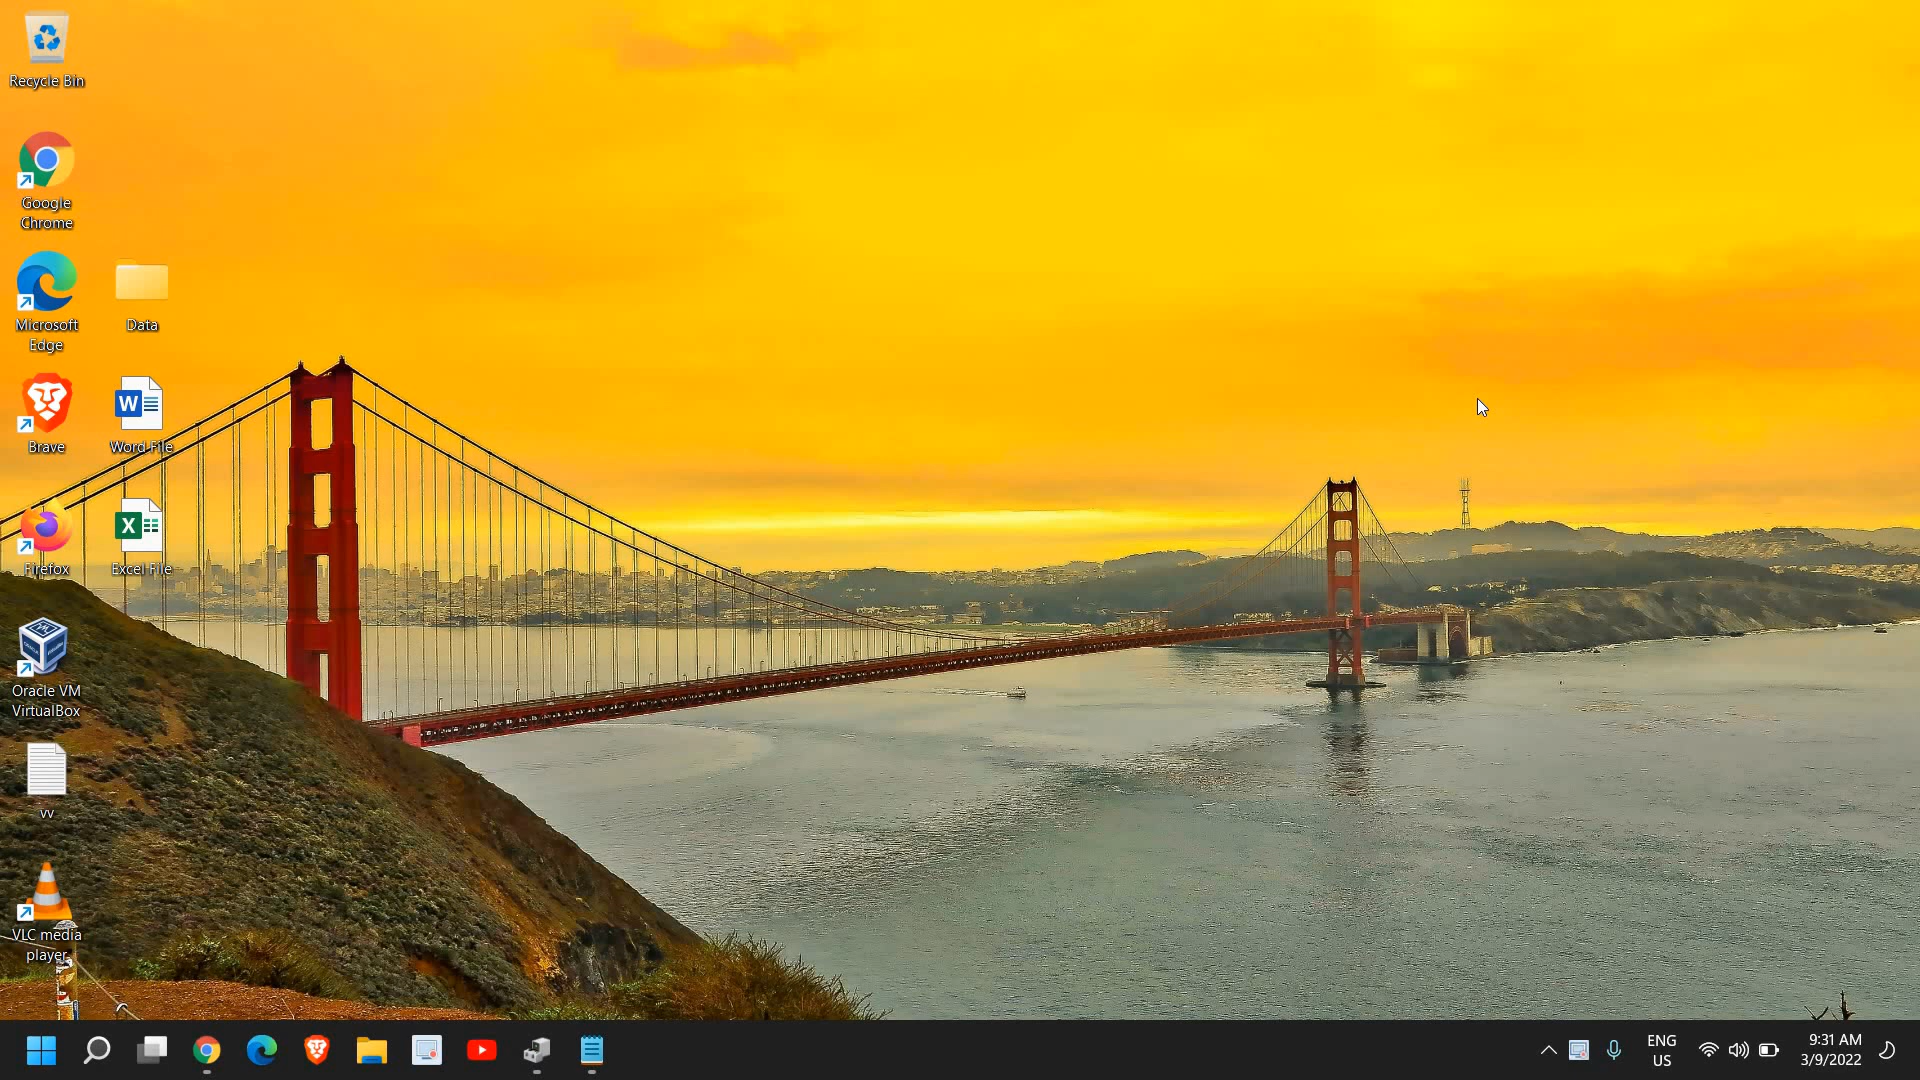 Recycle Bin
Google
Chrome
Microsoft
Edge
Data
Brave
Word File
Firefox
Excel File
Oracle VM
VirtualBox
vv
VLC media
player
ENG
US
9:31 AM
3/9/2022